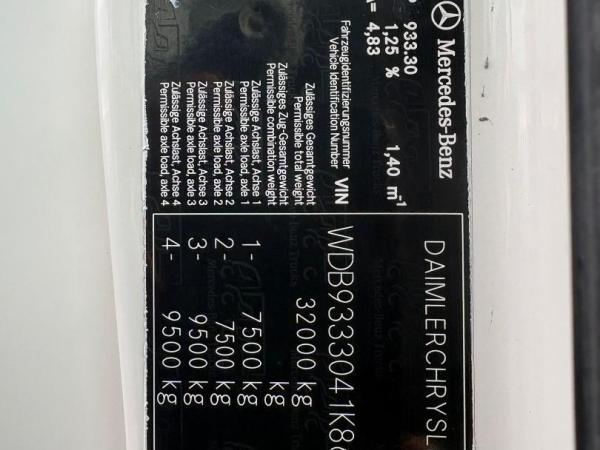 Mercedes-Benz
DAIMLERCHRYSL
933.30
1,25 %
1,40 m⁻¹
= 4,83
Fahrzeugidentifizierungsnummer
Vehicle Identification Number
VIN
WDB9333041K86
Zulässiges Gesamtgewicht
Permissible total weight
32000 kg
Zulässiges Zug-Gesamtgewicht
Permissible combination weight
kg
Zulässige Achslast, Achse 1
Permissible axle load, axle 1
1- 7500 kg
Zulässige Achslast, Achse 2
Permissible axle load, axle 2
2- 7500 kg
Zulässige Achslast, Achse 3
Permissible axle load, axle 3
3- 9500 kg
Zulässige Achslast, Achse 4
Permissible axle load, axle 4
4- 9500 kg